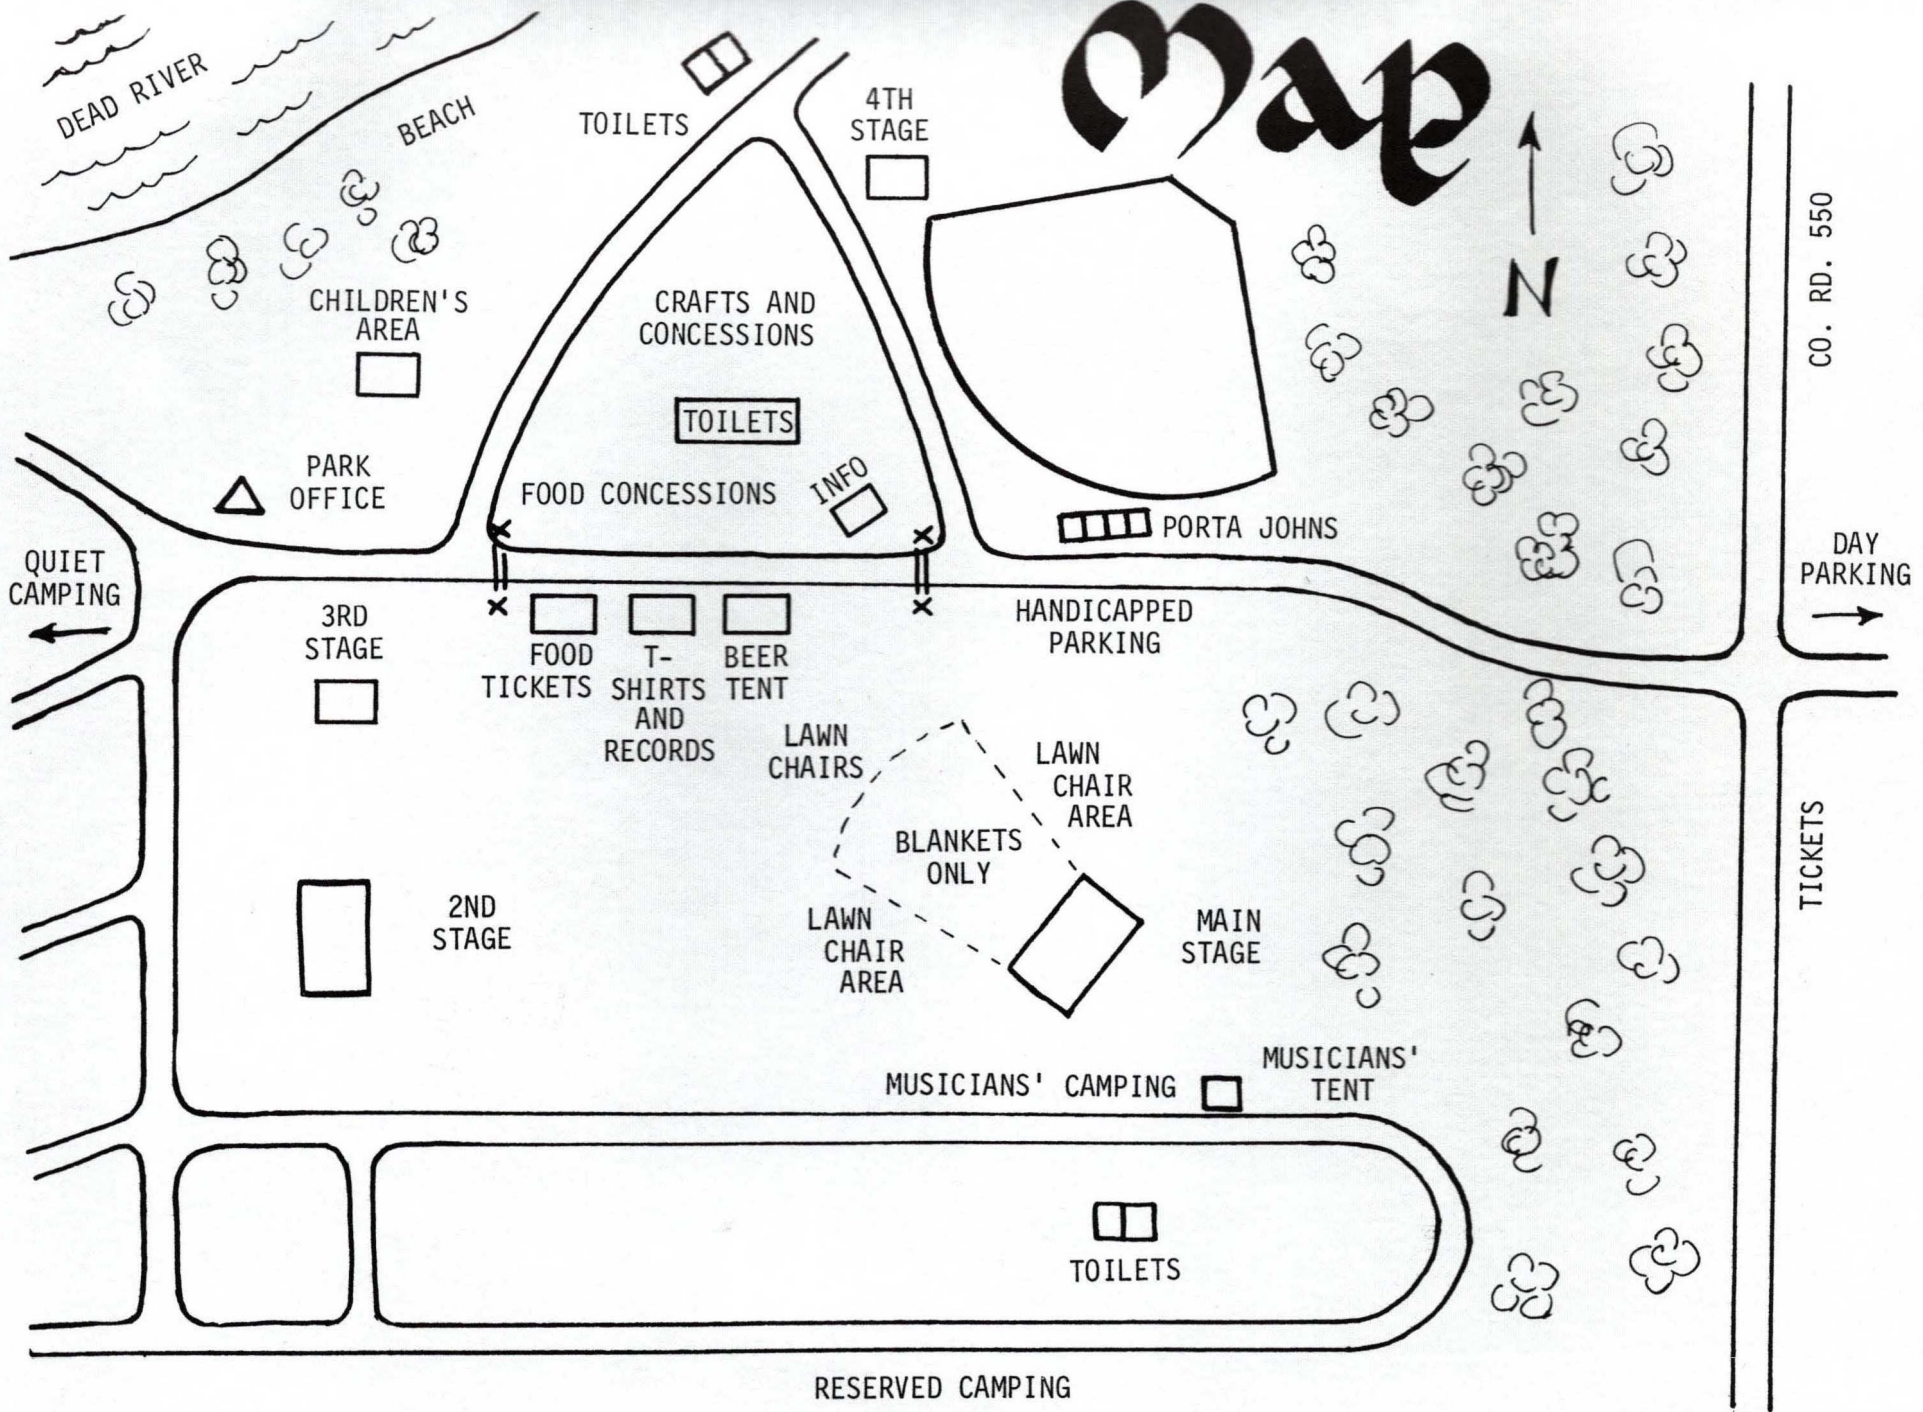 Map
DEAD RIVER
BEACH
TOILETS
4TH
STAGE
N
CO. RD. 550
CHILDREN'S
AREA
CRAFTS AND
CONCESSIONS
TOILETS
PARK
OFFICE
FOOD CONCESSIONS
INFO
PORTA JOHNS
QUIET
CAMPING
DAY
PARKING
3RD
STAGE
FOOD
TICKETS
T-
SHIRTS
AND
RECORDS
BEER
TENT
HANDICAPPED
PARKING
LAWN
CHAIRS
LAWN
CHAIR
AREA
BLANKETS
ONLY
TICKETS
2ND
STAGE
LAWN
CHAIR
AREA
MAIN
STAGE
MUSICIANS' CAMPING
MUSICIANS'
TENT
TOILETS
RESERVED CAMPING